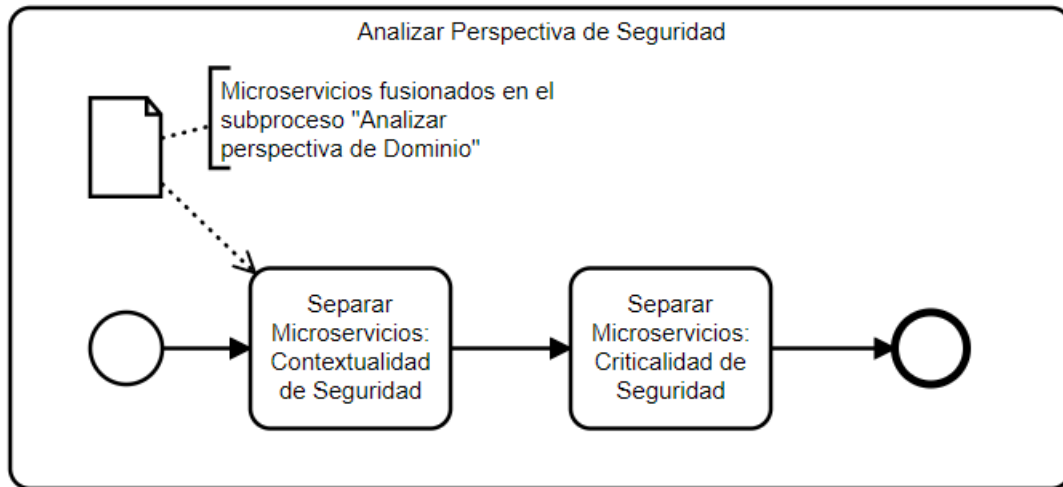 Analizar Perspectiva de Seguridad
Microservicios fusionados en el
subproceso "Analizar
perspectiva de Dominio"
Separar
Microservicios:
Contextualidad
de Seguridad
Separar
Microservicios:
Criticalidad de
Seguridad